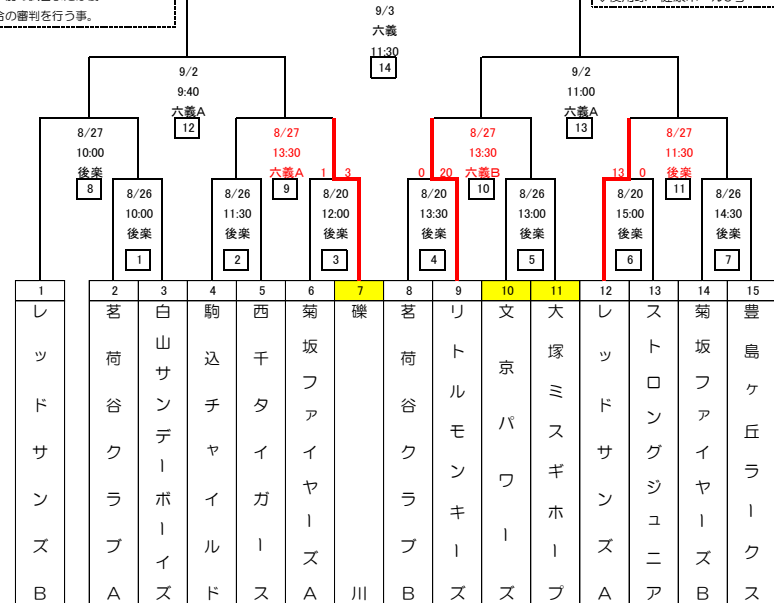 合の審判を行う事。
9/3
六義
11:30
14
9/2
9:40
六義A
12
9/2
11:00
六義A
13
8/27
10:00
後楽
8
8/27
13:30
六義A 1 3
9
8/27
13:30
0 20 六義B
10
8/27
11:30
13 0 後楽
11
8/26
10:00
後楽
1
8/26
11:30
後楽
2
8/20
12:00
後楽
3
8/20
13:30
後楽
4
8/26
13:00
後楽
5
8/20
15:00
後楽
6
8/26
14:30
後楽
7
1 2 3 4 5 6 7 8 9 10 11 12 13 14 15
レッドサンズB
茗荷谷クラブA
白山サンデーボーイズ
駒込チャイルド
西千タイガース
菊坂ファイヤーズA
礫川
茗荷谷クラブB
リトルモンキーズ
文京パワーズ
大塚ミスギホープ
レッドサンズA
ストロングジュニア
菊坂ファイヤーズB
豊島ヶ丘ラークス